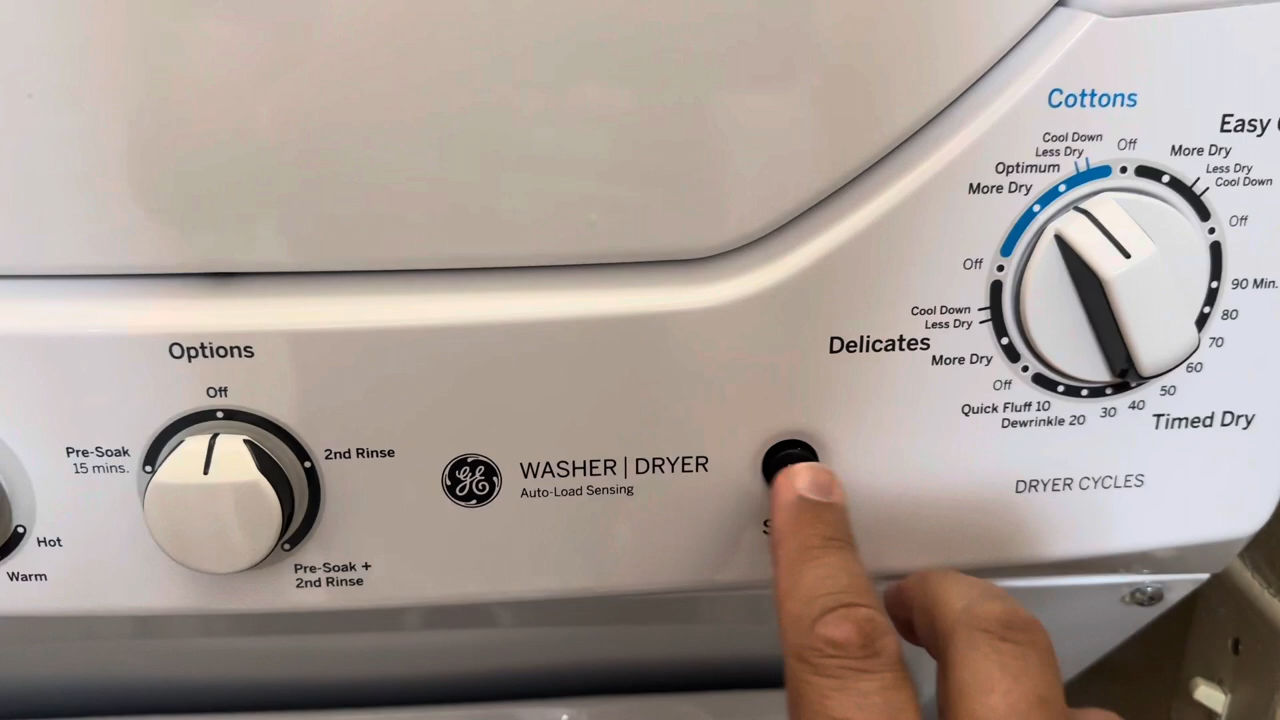 Options
Off
Pre-Soak
15 mins.
2nd Rinse
Pre-Soak +
2nd Rinse
Hot
Warm
GE
WASHER | DRYER
Auto-Load Sensing
Cottons
Cool Down
Less Dry
Optimum
More Dry
Off
Easy
More Dry
Less Dry
Cool Down
Off
90 Min.
80
70
60
50
40
30
Dewrinkle 20
Quick Fluff 10
Timed Dry
Off
Delicates
Cool Down
Less Dry
More Dry
Off
DRYER CYCLES